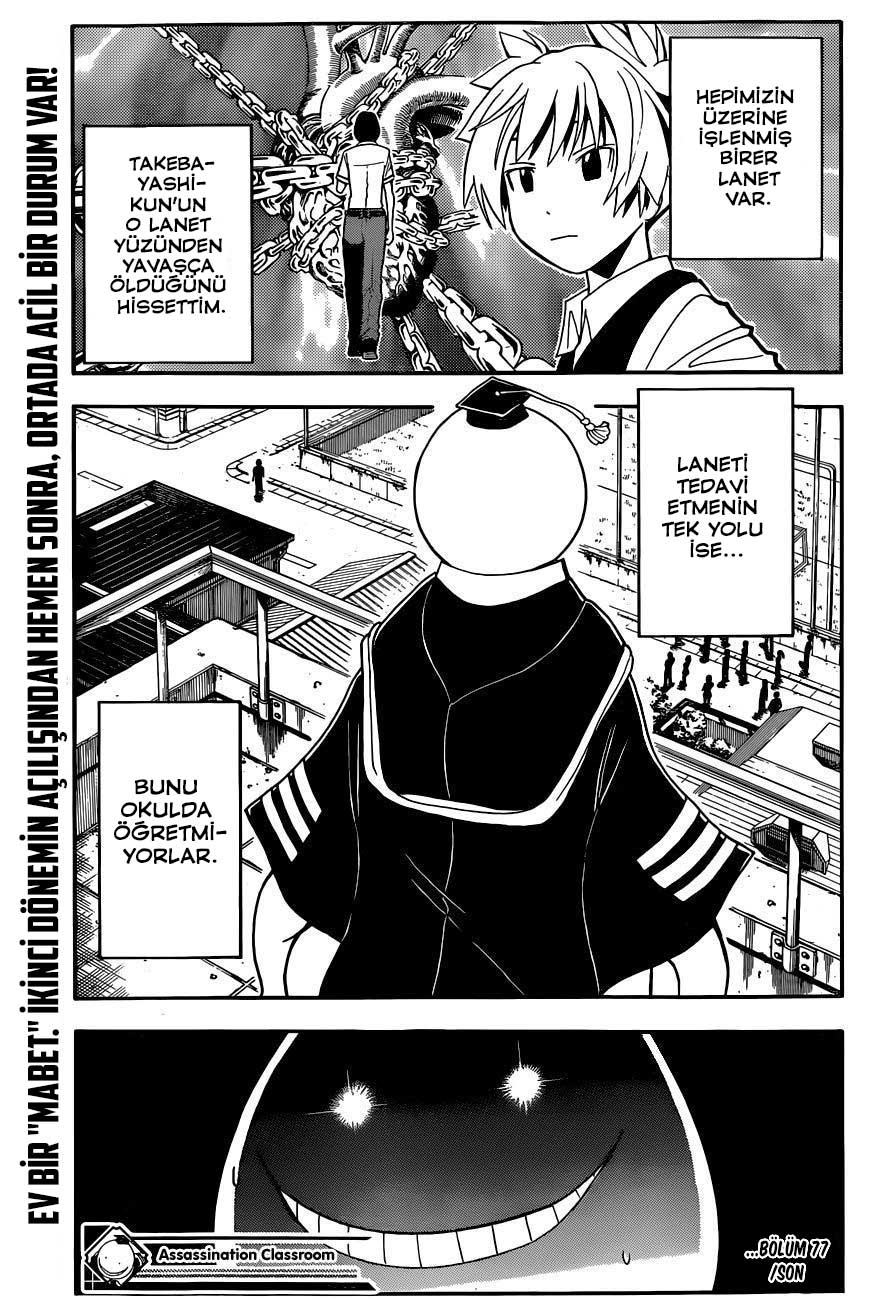 HEPİMİZİN
ÜZERİNE
İŞLENMİŞ
BİRER
LANET
VAR.
TAKEBA-
YASHİ-
KUN'UN
O LANET
YÜZÜNDEN
YAVAŞÇA
ÖLDÜĞÜNÜ
HİSSETTİM.
LANETİ
TEDAVİ
ETMENİN
TEK YOLU
İSE...
BUNU
OKULDA
ÖĞRETMİ-
YORLAR.
EV BİR "MABET." İKİNCİ DÖNEMİN AÇILIŞINDAN HEMEN SONRA, ORTADA ACİL BİR DURUM VAR!
Assassination Classroom
...BÖLÜM 77
/SON